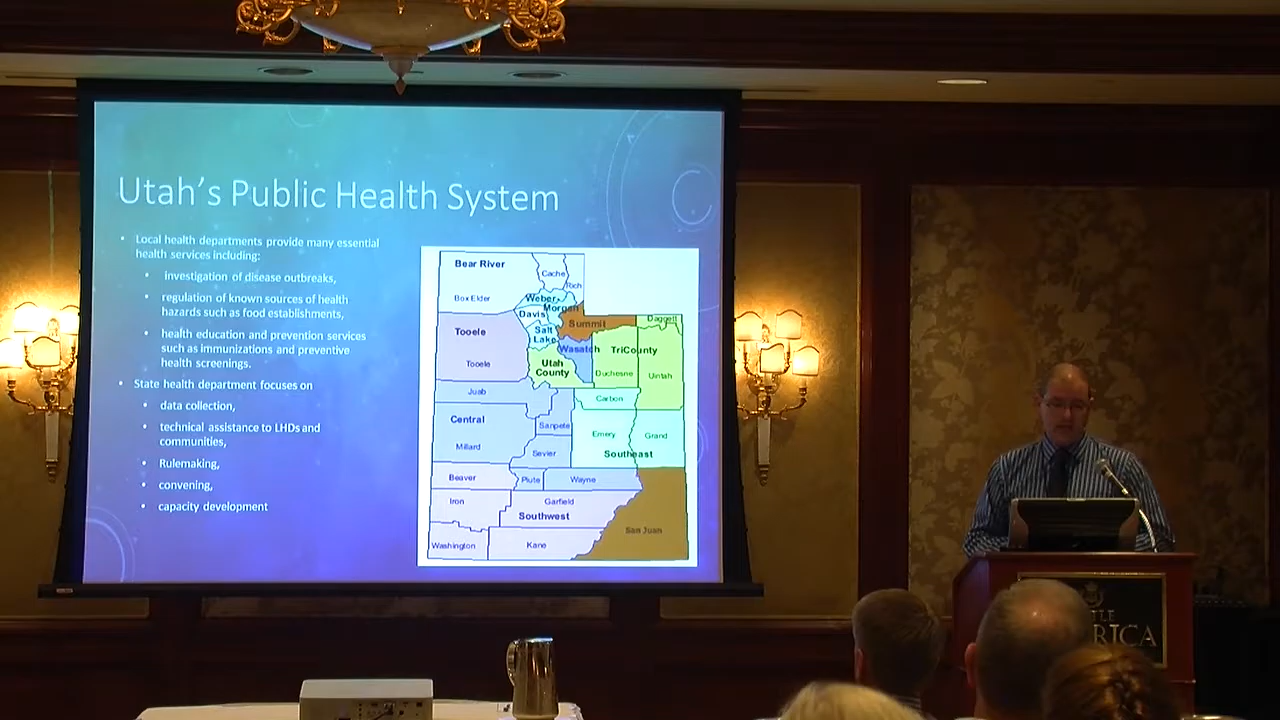 Utah's Public Health System
• Local health departments provide many essential
health services including:
• investigation of disease outbreaks,
• regulation of known sources of health
hazards such as food establishments,
• health education and prevention services
such as immunizations and preventive
health screenings.
• State health department focuses on
• data collection,
• technical assistance to LHDs and
communities,
• Rulemaking,
• convening,
• capacity development
Bear River
Cache
Rich
Box Elder
Weber
Morgan
Davis
Summit
Daggett
Tooele
Salt
Lake
Wasatch
TriCounty
Tooele
Utah
County
Duchesne
Uintah
Juab
Carbon
Central
Sanpete
Emery
Grand
Millard
Sevier
Southeast
Beaver
Piute
Wayne
Iron
Garfield
Southwest
San Juan
Washington
Kane
TLE
RICA